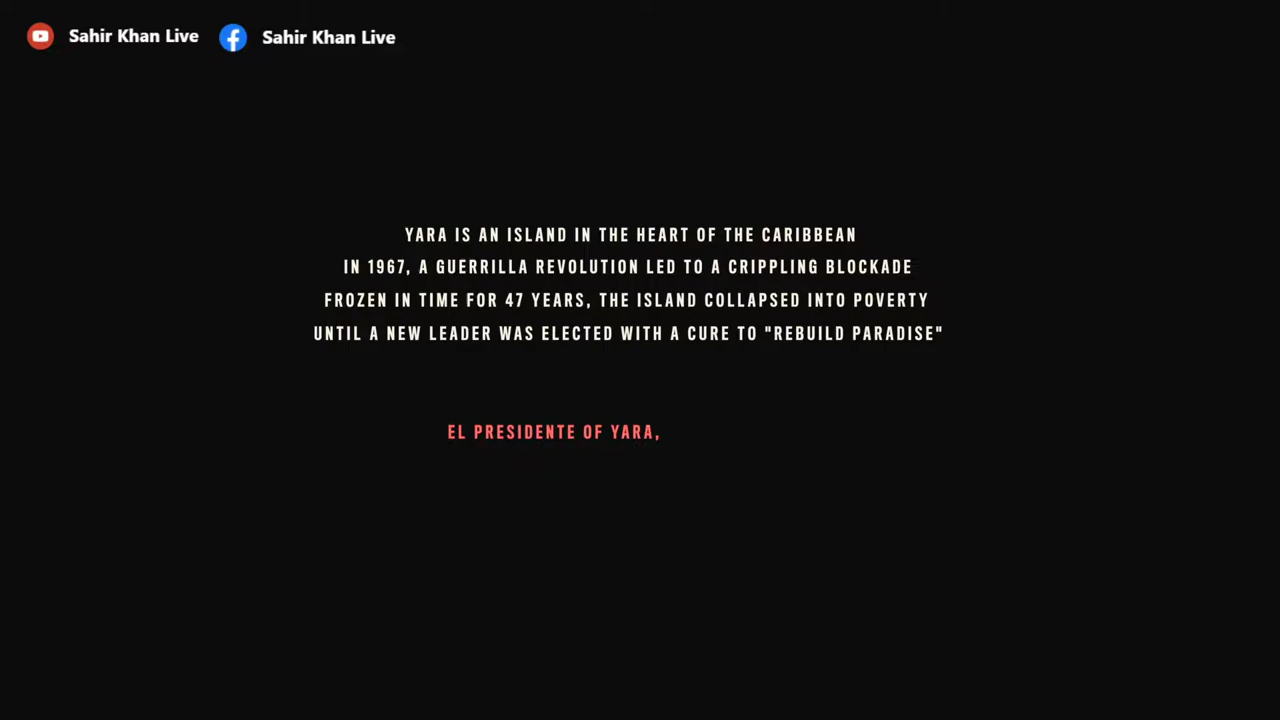 Sahir Khan Live Sahir Khan Live
YARA IS AN ISLAND IN THE HEART OF THE CARIBBEAN
IN 1967, A GUERRILLA REVOLUTION LED TO A CRIPPLING BLOCKADE
FROZEN IN TIME FOR 47 YEARS, THE ISLAND COLLAPSED INTO POVERTY
UNTIL A NEW LEADER WAS ELECTED WITH A CURE TO "REBUILD PARADISE"
EL PRESIDENTE OF YARA,